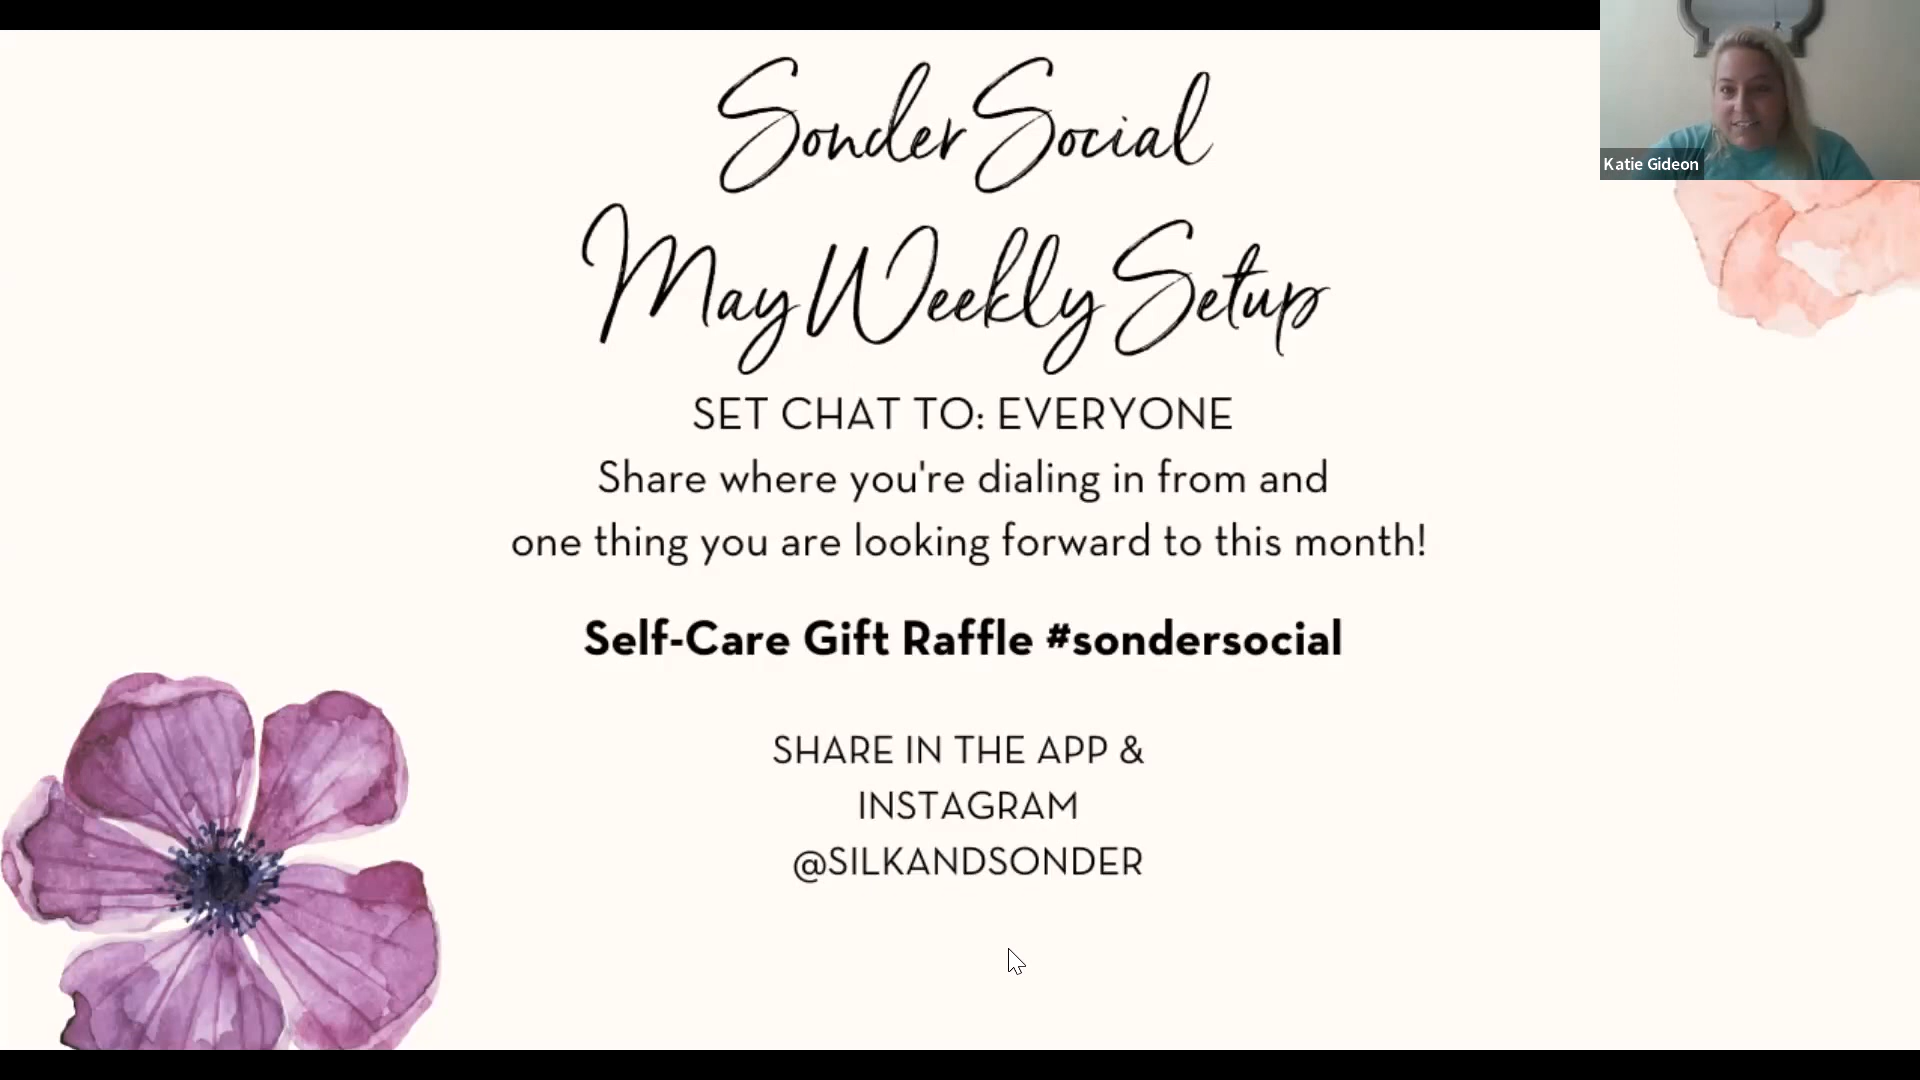 Sonder Social
May Weekly Setup
SET CHAT TO: EVERYONE
Share where you're dialing in from and
one thing you are looking forward to this month!
Self-Care Gift Raffle #sondersocial
SHARE IN THE APP &
INSTAGRAM
@SILKANDSONDER
Katie Gideon